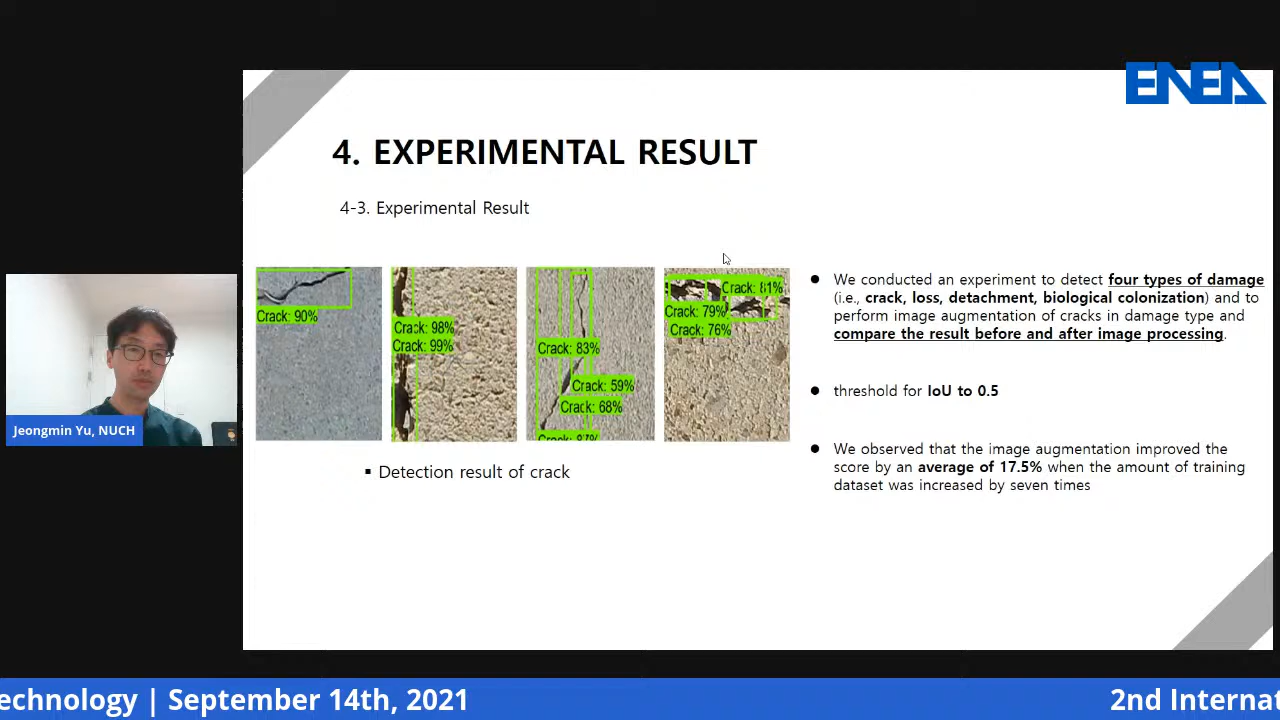 ENEA
4. EXPERIMENTAL RESULT
4-3. Experimental Result
Crack: 90%
Crack: 98%
Crack: 99%
Crack: 83%
Crack: 59%
Crack: 68%
Crack: 87%
Crack: 81%
Crack: 79%
Crack: 76%
▪ Detection result of crack
● We conducted an experiment to detect four types of damage
(i.e., crack, loss, detachment, biological colonization) and to
perform image augmentation of cracks in damage type and
compare the result before and after image processing.
● threshold for IoU to 0.5
● We observed that the image augmentation improved the
score by an average of 17.5% when the amount of training
dataset was increased by seven times
Jeongmin Yu, NUCH
echnology | September 14th, 2021
2nd Internat